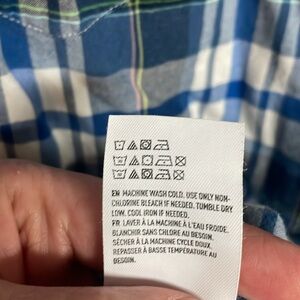 EN MACHINE WASH COLD. USE ONLY NON-
CHLORINE BLEACH IF NEEDED. TUMBLE DRY
LOW. COOL IRON IF NEEDED.
FR LAVER À LA MACHINE À L'EAU FROIDE.
BLANCHIR SANS CHLORE AU BESOIN.
SÉCHER À LA MACHINE CYCLE DOUX.
REPASSER À BASSE TEMPÉRATURE AU
BESOIN.